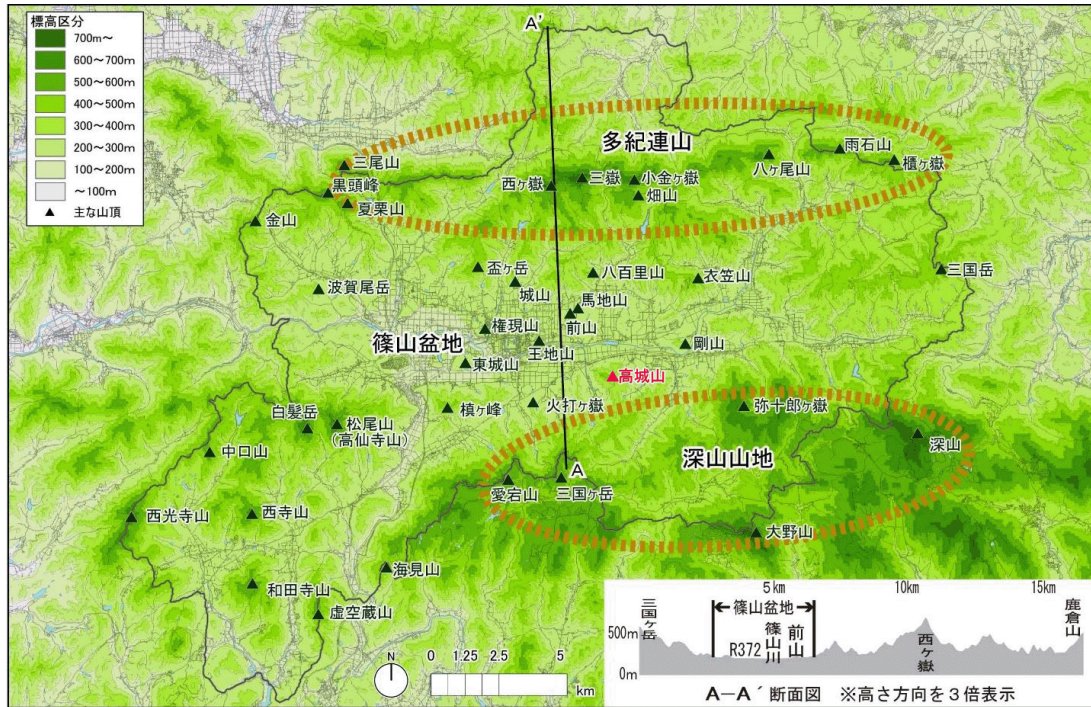 標高区分
700m～
600～700m
500～600m
400～500m
300～400m
200～300m
100～200m
～100m
▲ 主な山頂
A'
多紀連山
三尾山
黒頭峰
夏栗山
金山
西ヶ嶽
三嶽
小金ヶ嶽
畑山
八ヶ尾山
雨石山
櫃ヶ嶽
三国岳
波賀尾岳
盃ヶ岳
城山
八百里山
衣笠山
馬地山
前山
権現山
王地山
篠山盆地
東城山
剛山
高城山
槙ヶ峰
火打ヶ嶽
弥十郎ヶ嶽
深山
深山山地
白髪岳
松尾山
(高仙寺山)
中口山
A
愛宕山
三国ヶ岳
大野山
西光寺山
西寺山
海見山
和田寺山
虚空蔵山
N
0 1.25 2.5 5
km
5km 10km 15km
三国ヶ岳
篠山盆地
鹿倉山
500m
0m
R372
篠山川
前山
西ヶ嶽
A－A´断面図 ※高さ方向を３倍表示